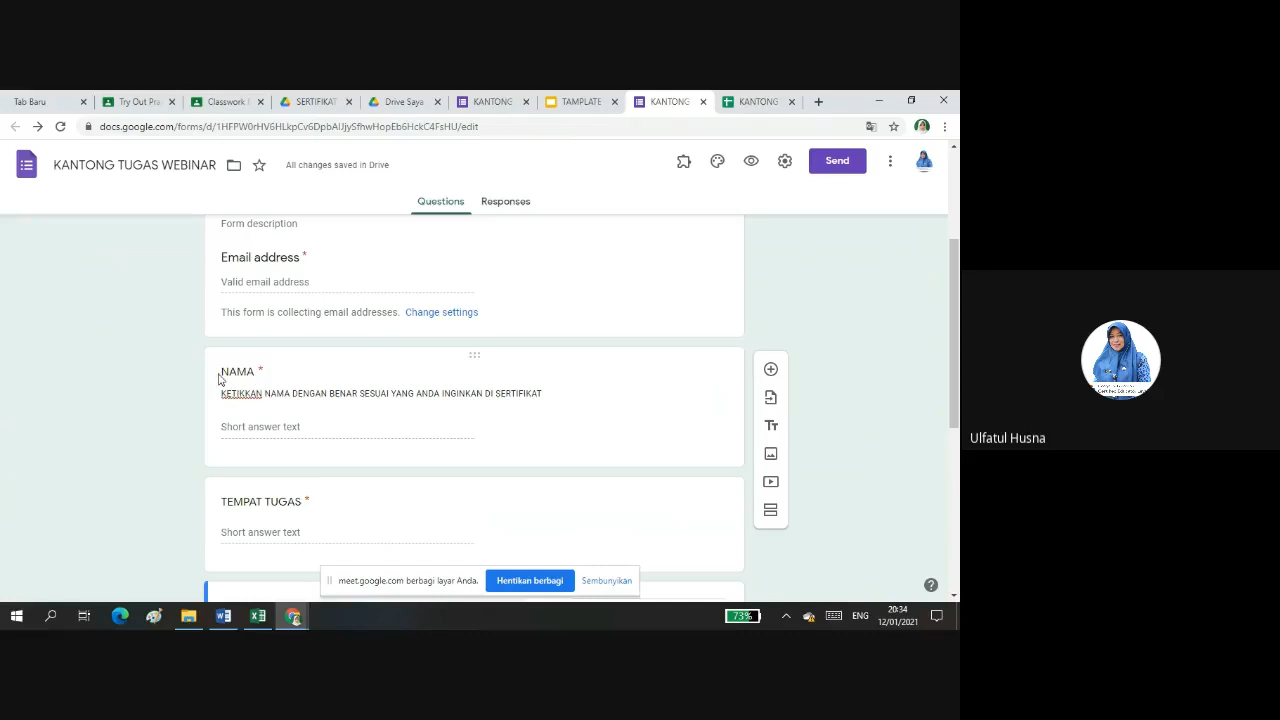 Tab Baru
Try Out Pra
Classwork
SERTIFIKAT
Drive Saya
KANTONG
TAMPLATE
KANTONG
KANTONG
docs.google.com/forms/d/1HFPW0rHV6HLkpCv6DpbAIJjySfhwHopEb6HckC4FsHU/edit
KANTONG TUGAS WEBINAR
All changes saved in Drive
Send
Questions
Responses
Form description
Email address *
Valid email address
This form is collecting email addresses. Change settings
NAMA *
KETIKKAN NAMA DENGAN BENAR SESUAI YANG ANDA INGINKAN DI SERTIFIKAT
Short answer text
TEMPAT TUGAS *
Short answer text
meet.google.com berbagi layar Anda.
Hentikan berbagi
Sembunyikan
73%
ENG
20:34
12/01/2021
Ulfatul Husna